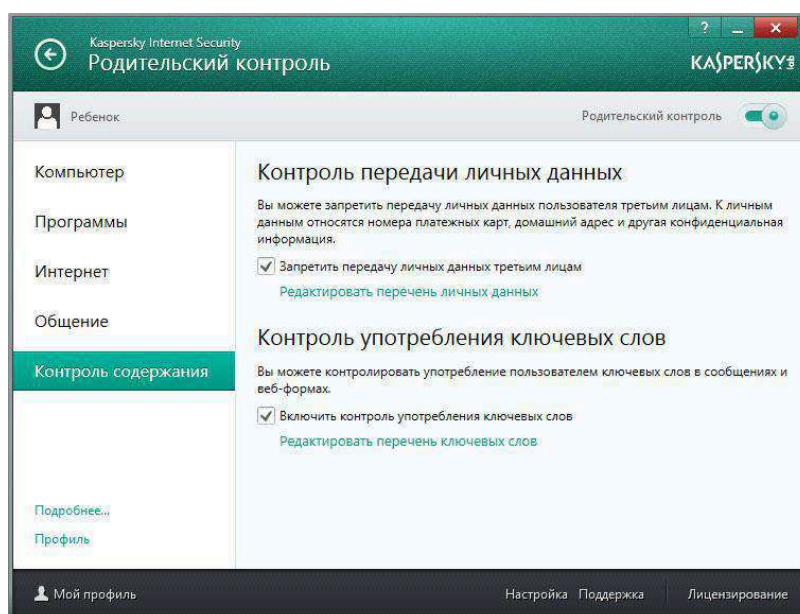 Kaspersky Internet Security
Родительский контроль
?
KASPERSKY LAB
Ребенок
Родительский контроль
Компьютер
Программы
Интернет
Общение
Контроль содержания
Подробнее...
Профиль
Контроль передачи личных данных
Вы можете запретить передачу личных данных пользователя третьим лицам. К личным
данным относятся номера платежных карт, домашний адрес и другая конфиденциальная
информация.
Запретить передачу личных данных третьим лицам
Редактировать перечень личных данных
Контроль употребления ключевых слов
Вы можете контролировать употребление пользователем ключевых слов в сообщениях и
веб-формах.
Включить контроль употребления ключевых слов
Редактировать перечень ключевых слов
Мой профиль
Настройка Поддержка Лицензирование